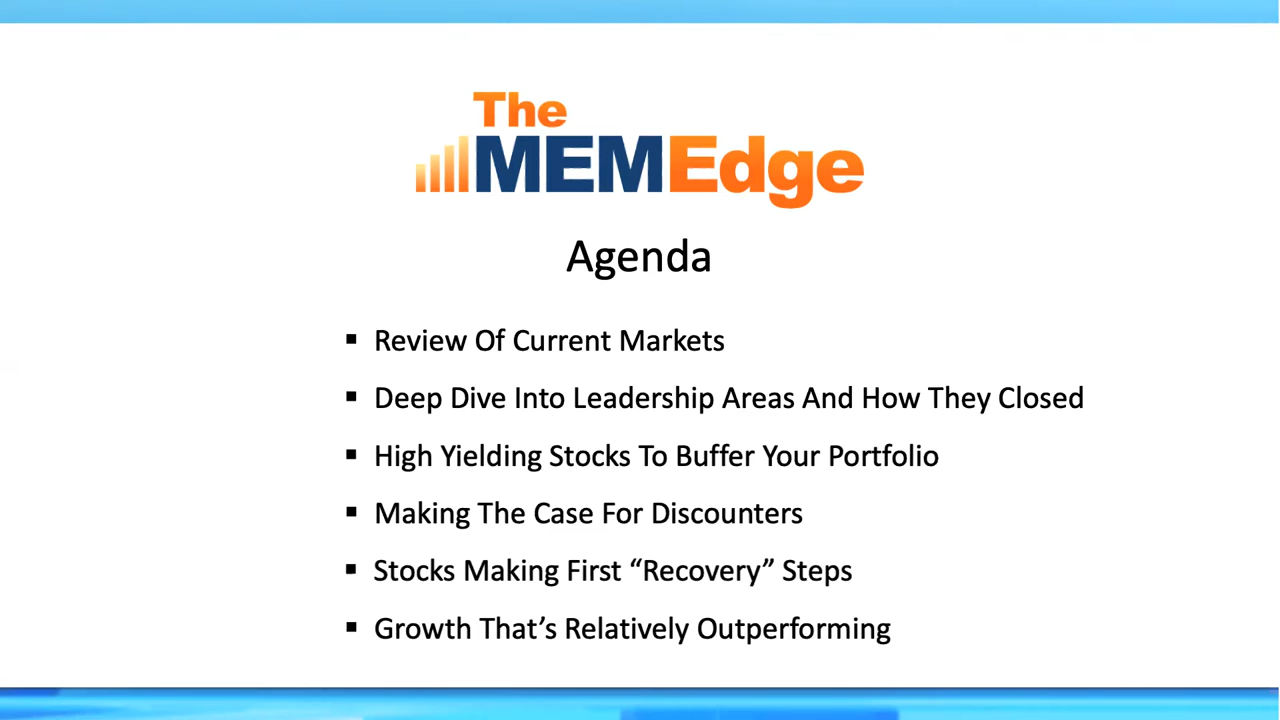 The
MEMEdge
Agenda
▪ Review Of Current Markets
▪ Deep Dive Into Leadership Areas And How They Closed
▪ High Yielding Stocks To Buffer Your Portfolio
▪ Making The Case For Discounters
▪ Stocks Making First “Recovery” Steps
▪ Growth That’s Relatively Outperforming